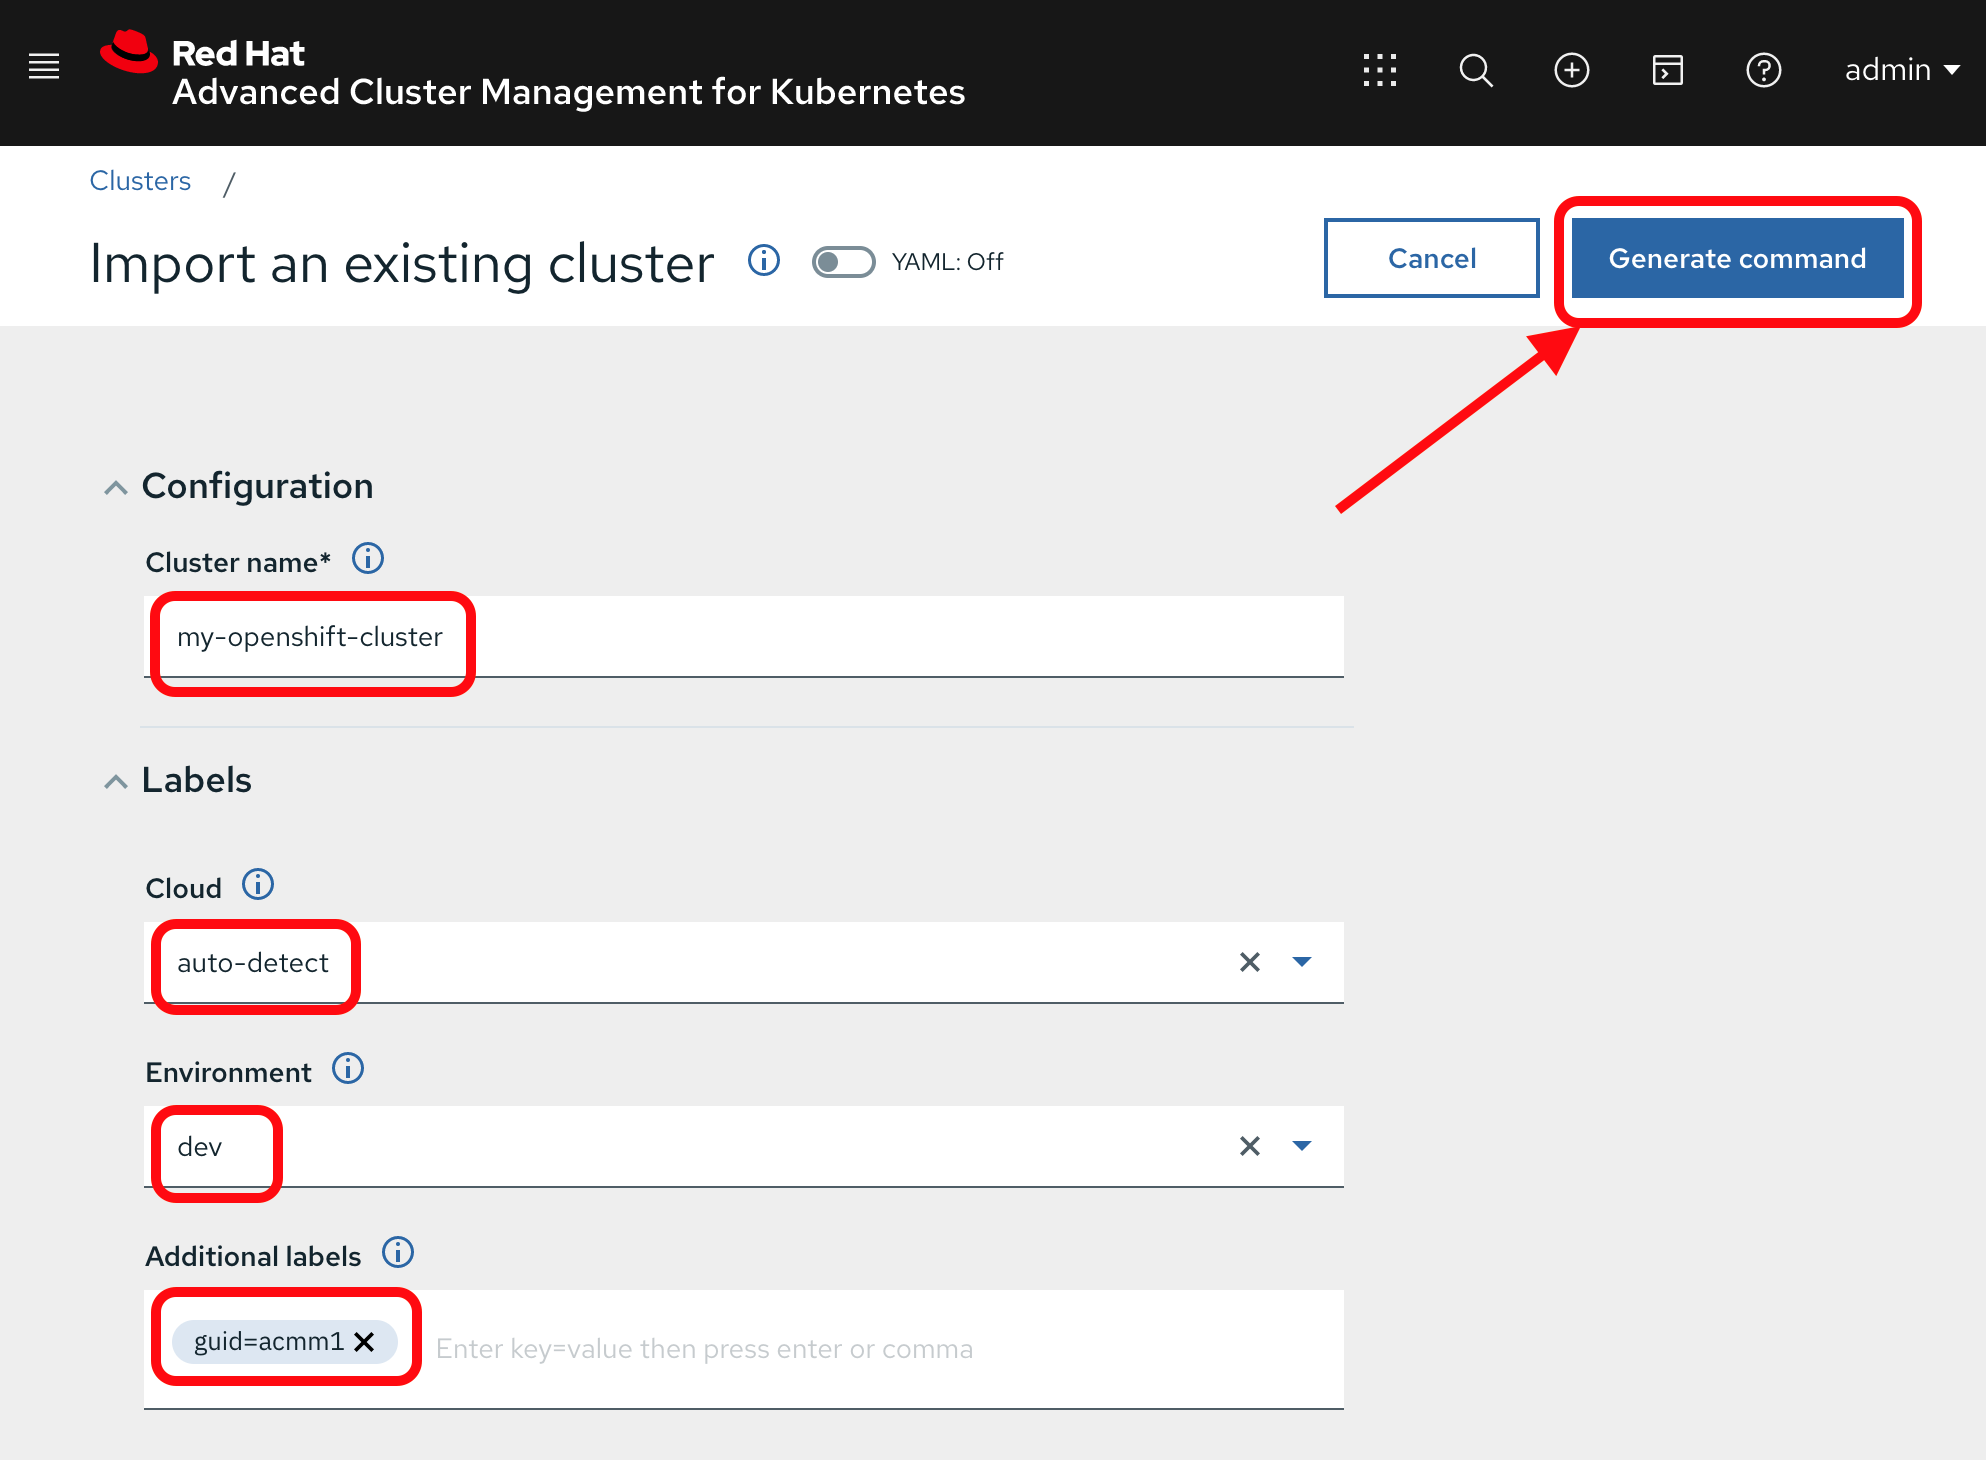 Red Hat
Advanced Cluster Management for Kubernetes
admin
Clusters /
Import an existing cluster
YAML: Off
Cancel
Generate command
Configuration
Cluster name*
my-openshift-cluster
Labels
Cloud
auto-detect
Environment
dev
Additional labels
guid=acmm1
Enter key=value then press enter or comma